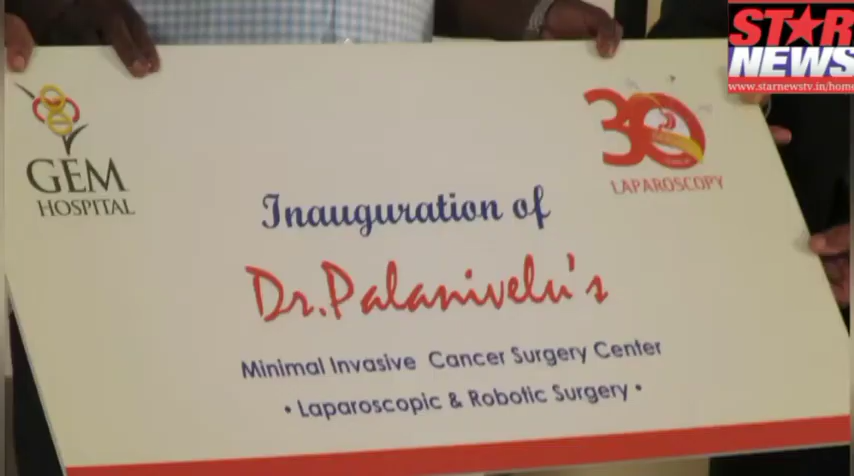 STAR
NEWS
www.starnewstv.in/home
GEM
HOSPITAL
30
LAPAROSCOPY
Inauguration of
Dr.Palanivelu's
Minimal Invasive Cancer Surgery Center
• Laparoscopic & Robotic Surgery •